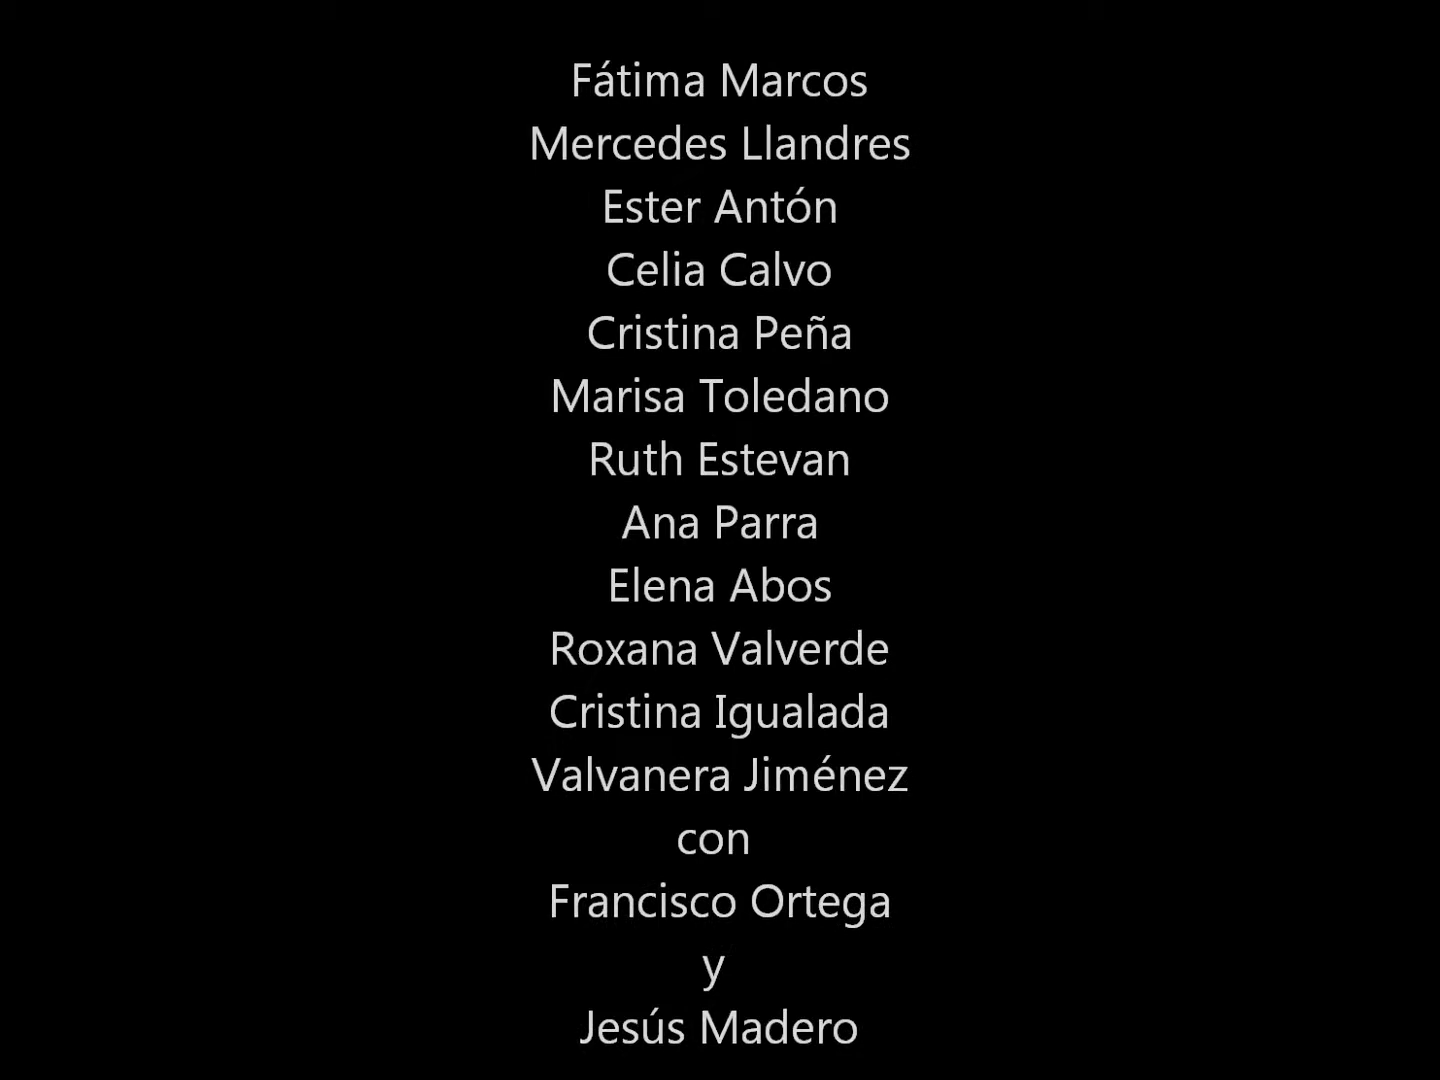 Fátima Marcos
Mercedes Llandres
Ester Antón
Celia Calvo
Cristina Peña
Marisa Toledano
Ruth Estevan
Ana Parra
Elena Abos
Roxana Valverde
Cristina Igualada
Valvanera Jiménez
con
Francisco Ortega
y
Jesús Madero